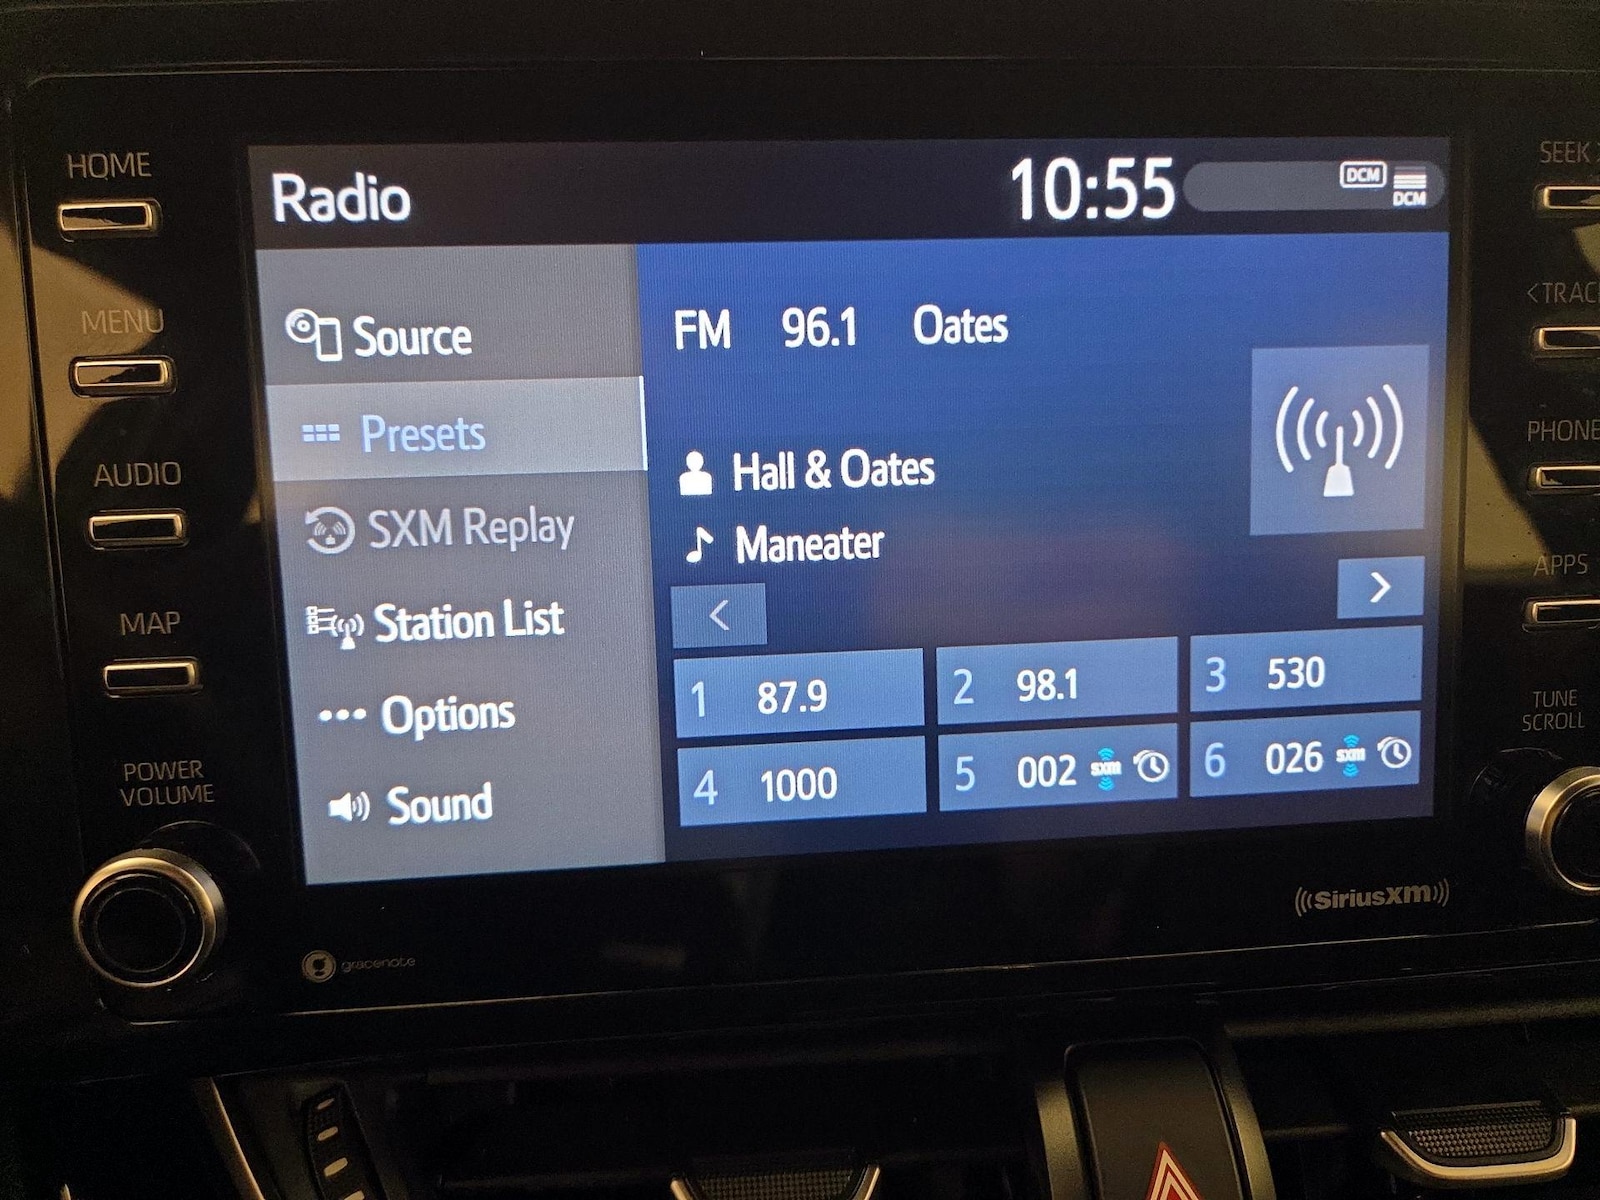 HOME
MENU
AUDIO
MAP
POWER
VOLUME
Radio
10:55
DCM
DCM
Source
Presets
SXM Replay
Station List
Options
Sound
FM 96.1 Oates
Hall & Oates
Maneater
<
>
1 87.9
2 98.1
3 530
4 1000
5 002 sxm
6 026 sxm
SEEK >
< TRACK
PHONE
APPS
TUNE
SCROLL
gracenote
((SiriusXM))